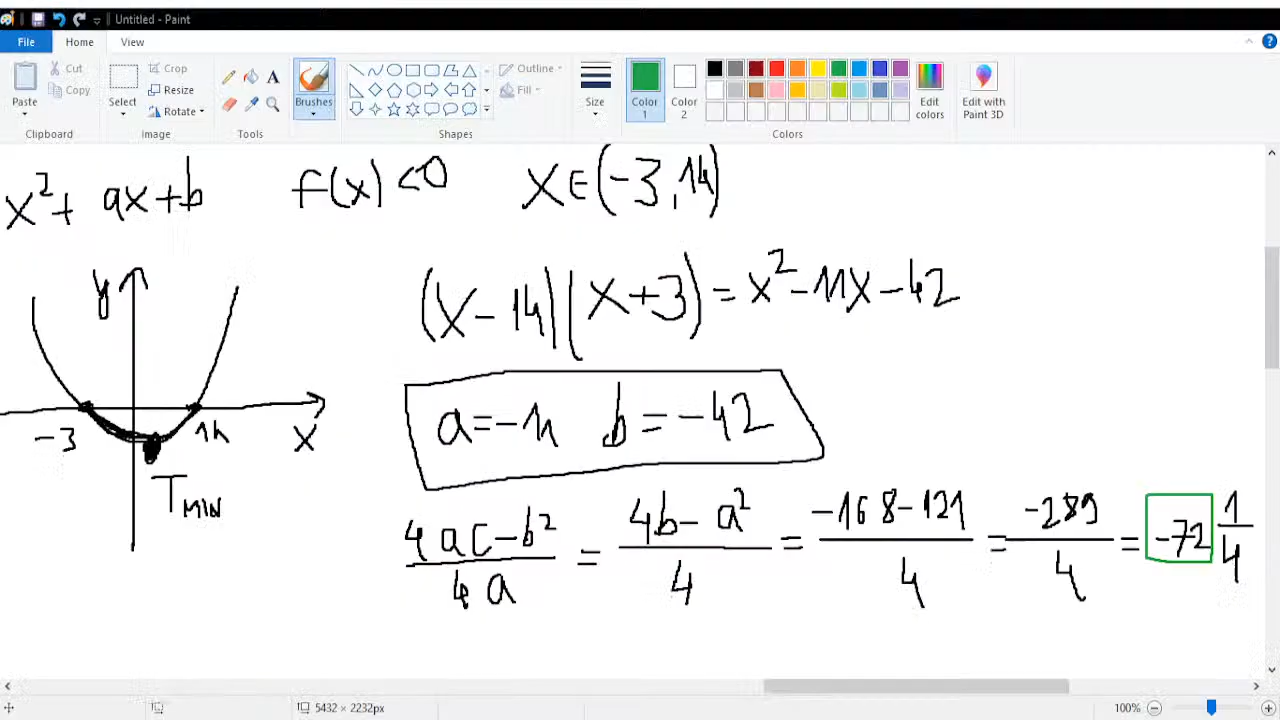 Untitled - Paint
File Home View
Paste Cut Copy Select Crop Resize Rotate Brushes Outline Fill Size Color 1 Color 2 Edit colors Edit with Paint 3D
Clipboard Image Tools Shapes Colors
x² + ax + b f(x) < 0 x ∈ (-3, 14)
(x - 14)(x + 3) = x² - 11x - 42
y
a = -11 b = -42
-3 14 x
T MIN
4ac - b² / 4a = 4b - a² / 4 = -168 - 121 / 4 = -289 / 4 = -72 1/4
5432 × 2232px 100%